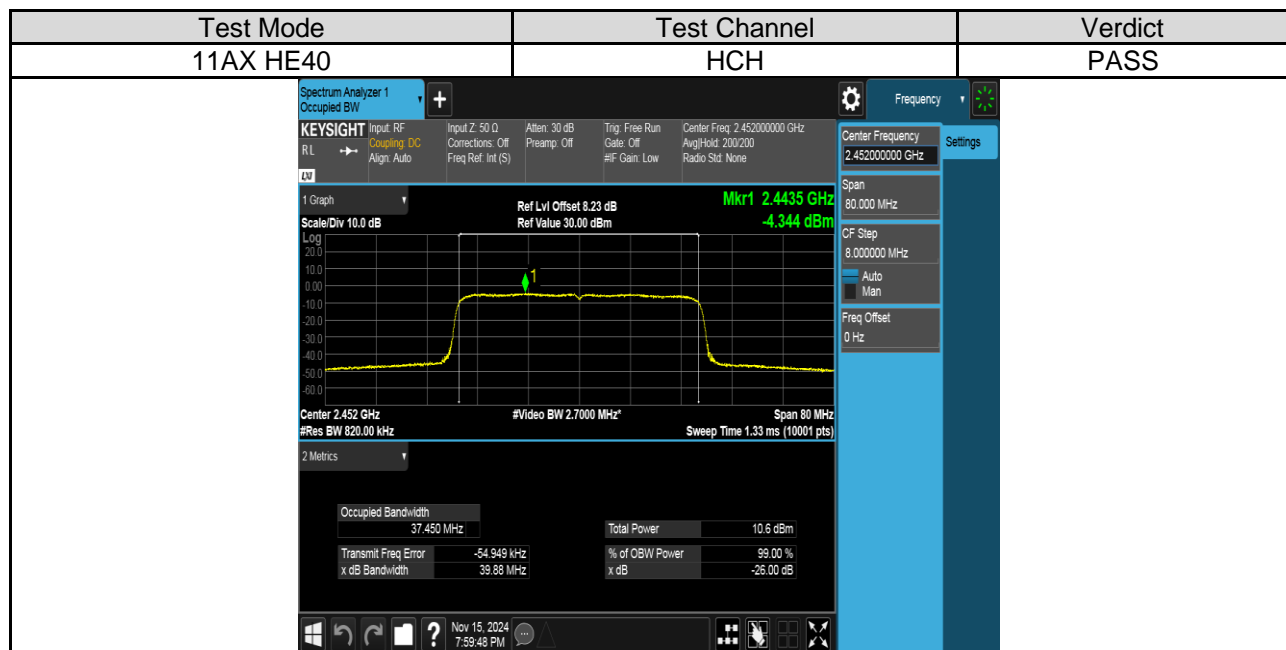 Test Mode Test Channel Verdict
11AX HE40 HCH PASS
Spectrum Analyzer 1
Occupied BW
+
Frequency
KEYSIGHT
RL
LXI
Input: RF
Coupling: DC
Align: Auto
Input Z: 50 Ω
Corrections: Off
Freq Ref: Int (S)
Atten: 30 dB
Preamp: Off
Trig: Free Run
Gate: Off
#IF Gain: Low
Center Freq: 2.452000000 GHz
Avg|Hold: 200/200
Radio Std: None
Center Frequency
2.452000000 GHz
Settings
Span
80.000 MHz
CF Step
8.000000 MHz
Auto
Man
Freq Offset
0 Hz
1 Graph
Scale/Div 10.0 dB
Ref Lvl Offset 8.23 dB
Ref Value 30.00 dBm
Mkr1 2.4435 GHz
-4.344 dBm
Log
20.0
10.0
0.00
-10.0
-20.0
-30.0
-40.0
-50.0
-60.0
1
Center 2.452 GHz #Video BW 2.7000 MHz* Span 80 MHz
#Res BW 820.00 kHz Sweep Time 1.33 ms (10001 pts)
2 Metrics
Occupied Bandwidth
37.450 MHz
Total Power 10.6 dBm
Transmit Freq Error -54.949 kHz % of OBW Power 99.00 %
x dB Bandwidth 39.88 MHz x dB -26.00 dB
?
Nov 15, 2024
7:59:48 PM